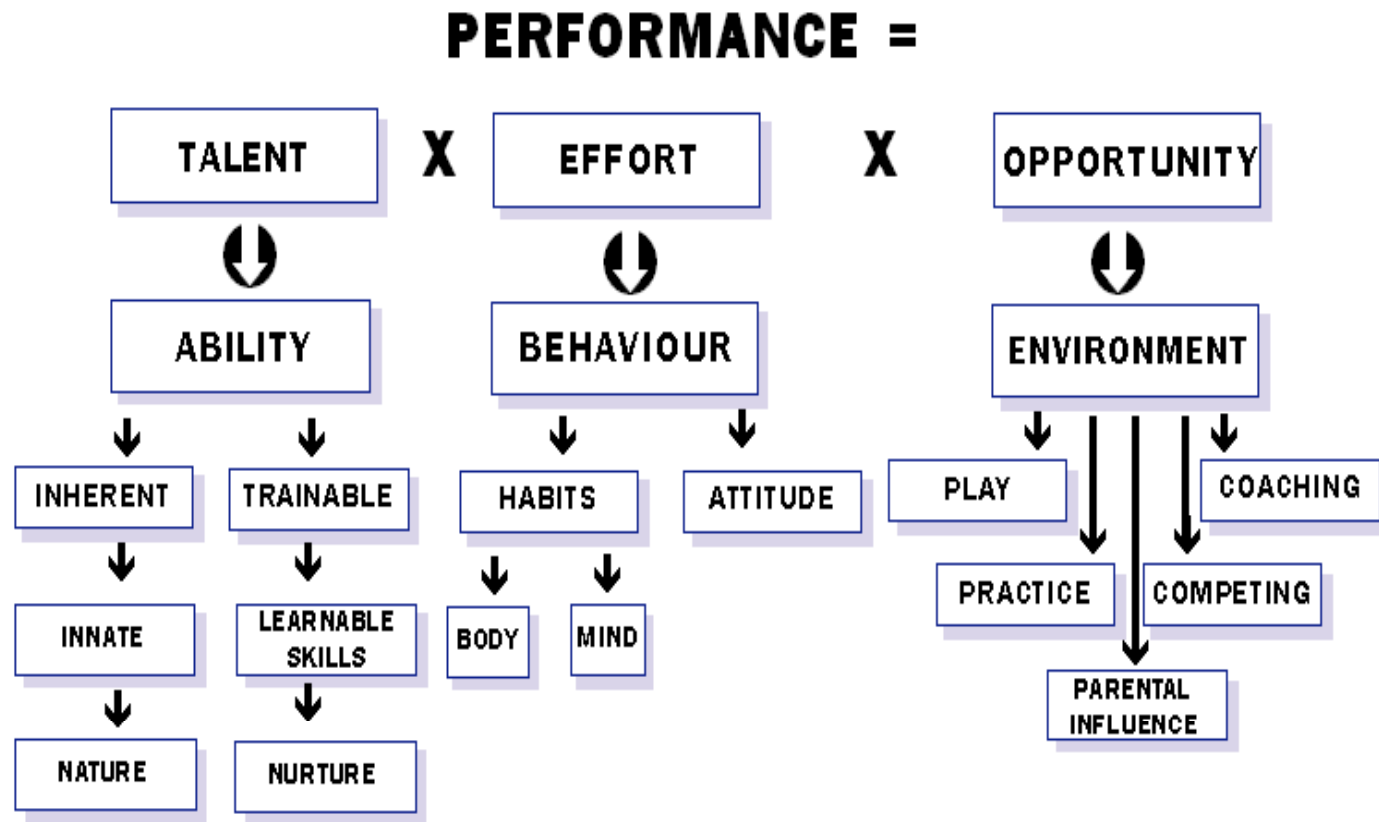 PERFORMANCE =
TALENT X EFFORT X OPPORTUNITY
ABILITY BEHAVIOUR ENVIRONMENT
INHERENT TRAINABLE HABITS ATTITUDE PLAY COACHING
INNATE LEARNABLE
SKILLS BODY MIND PRACTICE COMPETING
PARENTAL
INFLUENCE
NATURE NURTURE